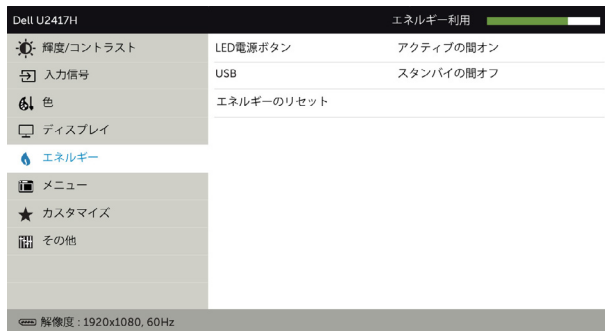 Dell U2417H エネルギー利用
輝度/コントラスト LED電源ボタン アクティブの間オン
入力信号 USB スタンバイの間オフ
色 エネルギーのリセット
ディスプレイ
エネルギー
メニュー
カスタマイズ
その他
解像度 : 1920x1080, 60Hz